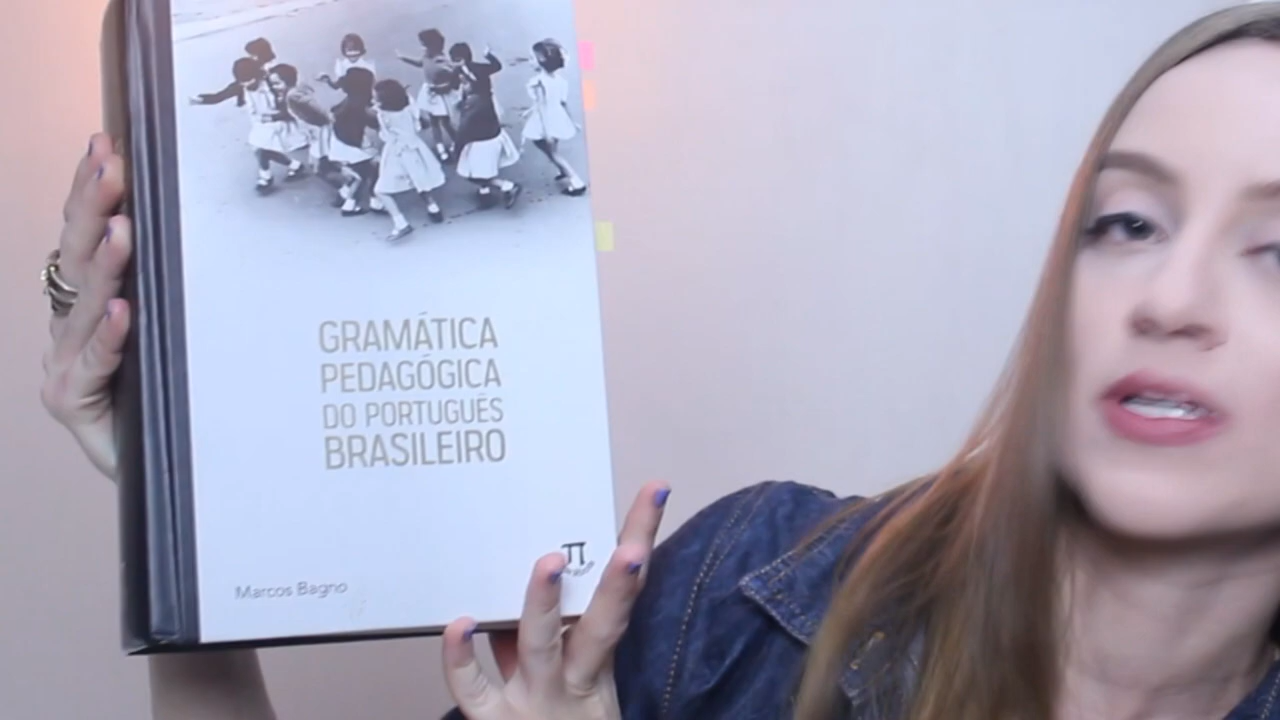 GRAMÁTICA
PEDAGÓGICA
DO PORTUGUÊS
BRASILEIRO
Marcos Bagno